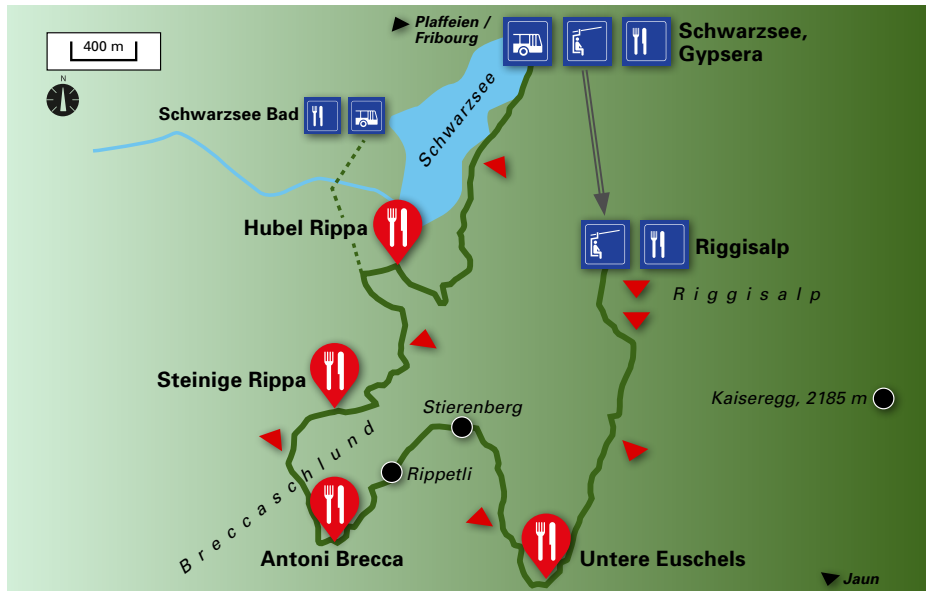 400 m
Plaffeien /
Fribourg
Schwarzsee,
Gypsera
N
Schwarzsee Bad
Schwarzsee
Hubel Rippa
Riggisalp
Riggisalp
Steinige Rippa
Kaiseregg, 2185 m
Stierenberg
Breccaschlund
Rippetli
Antoni Brecca
Untere Euschels
Jaun